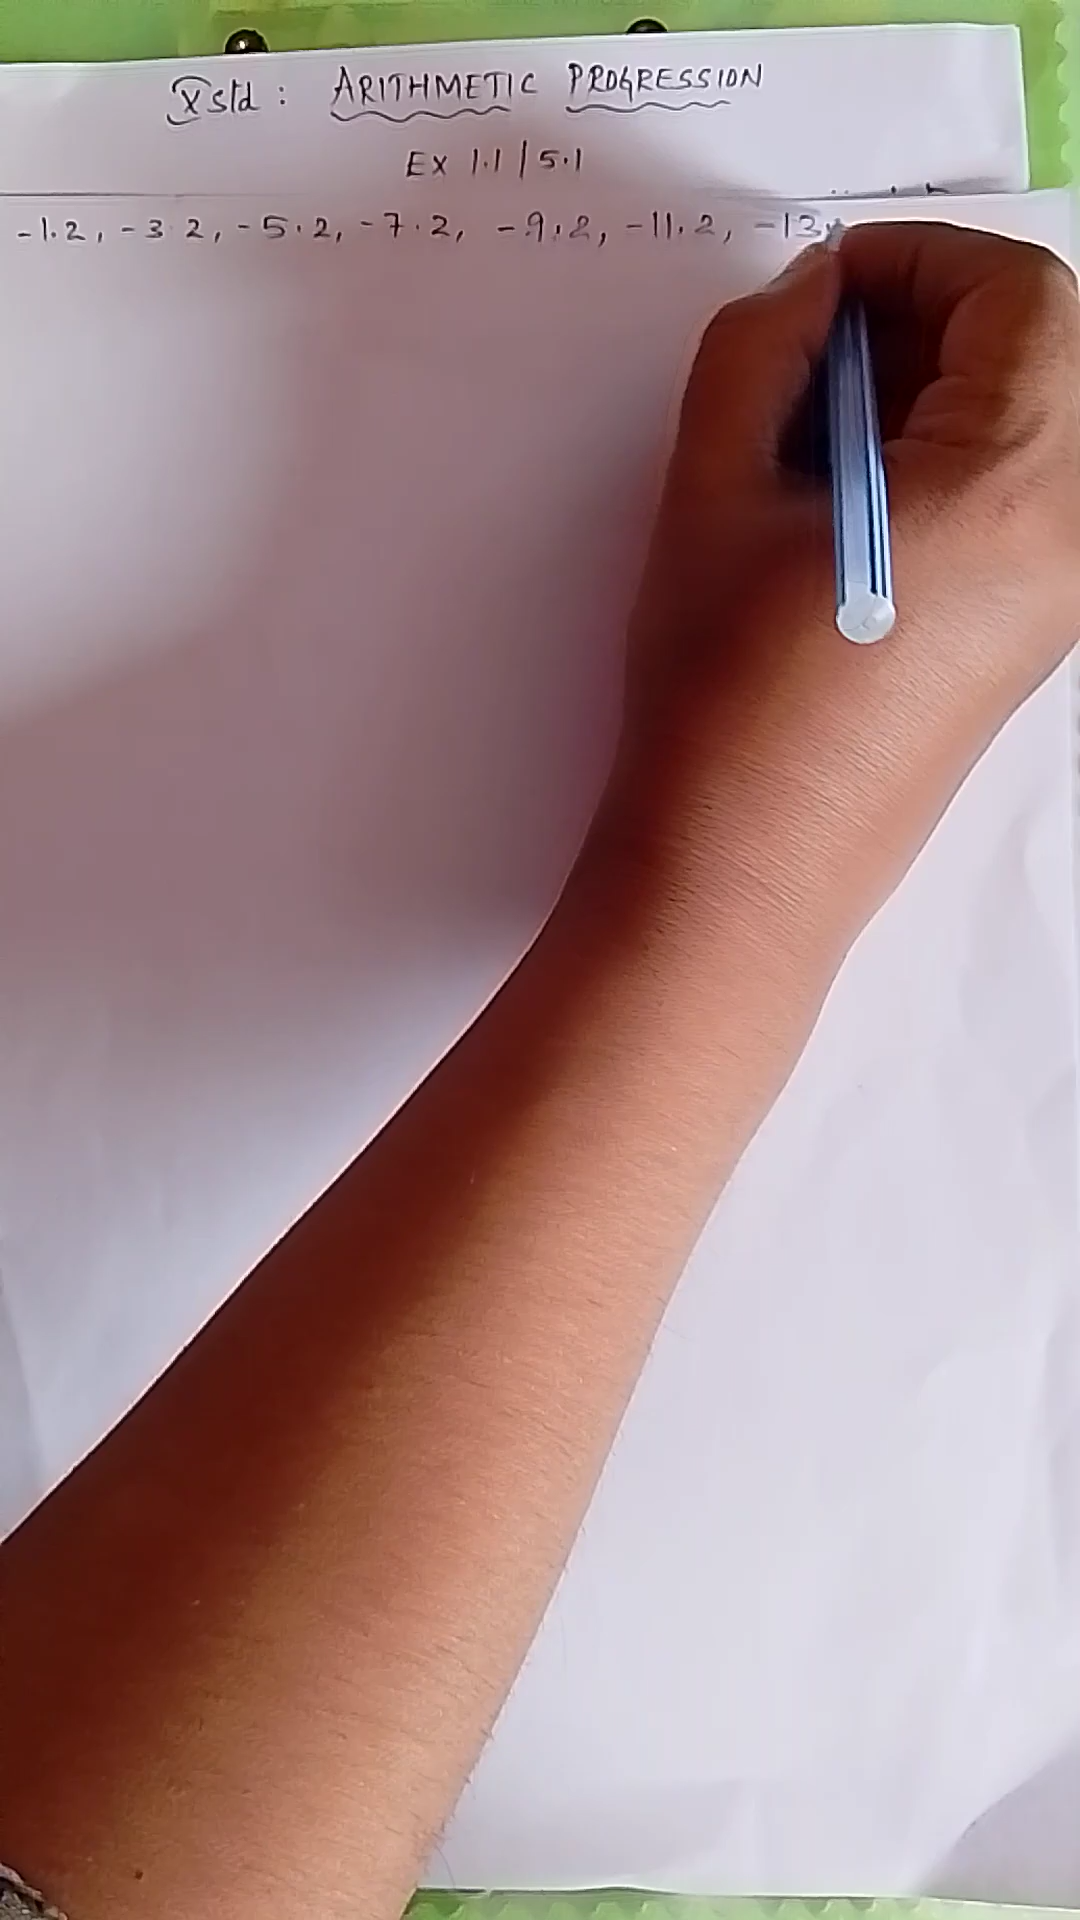 X std : ARITHMETIC PROGRESSION
Ex 1.1 / 5.1
-1.2, -3.2, -5.2, -7.2, -9.2, -11.2, -13